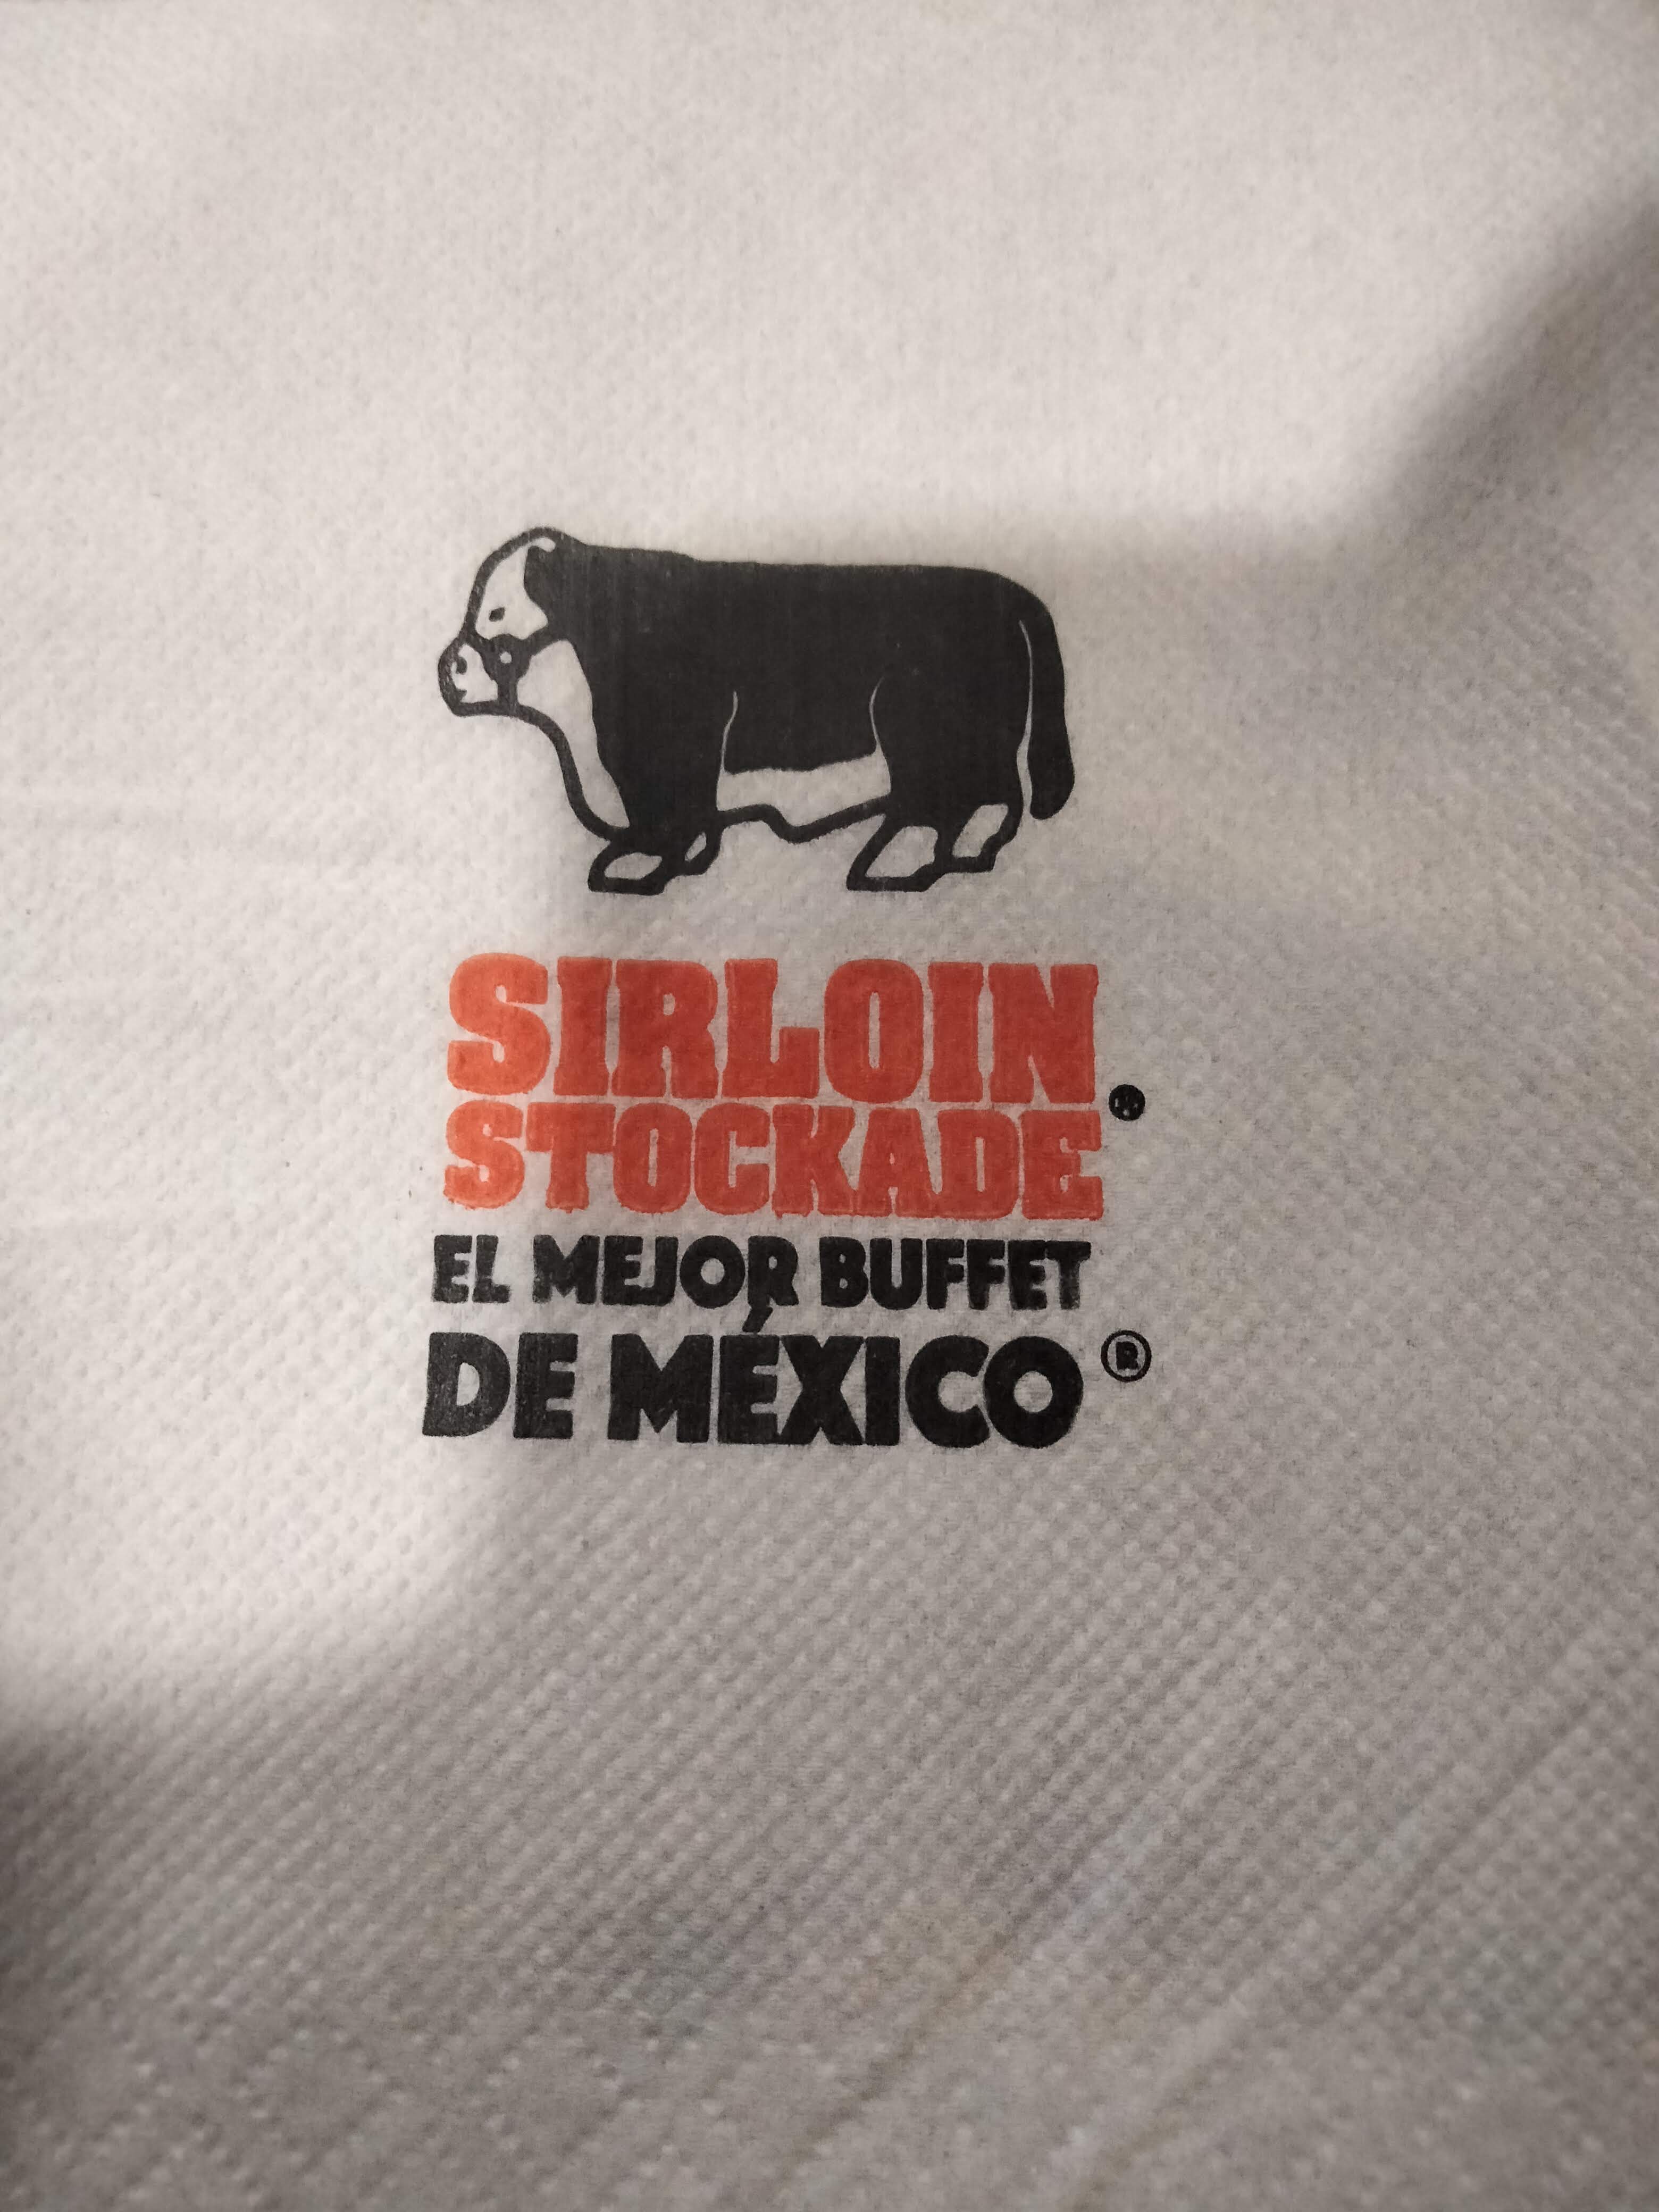 SIRLOIN
STOCKADE®
EL MEJOR BUFFET
DE MÉXICO®